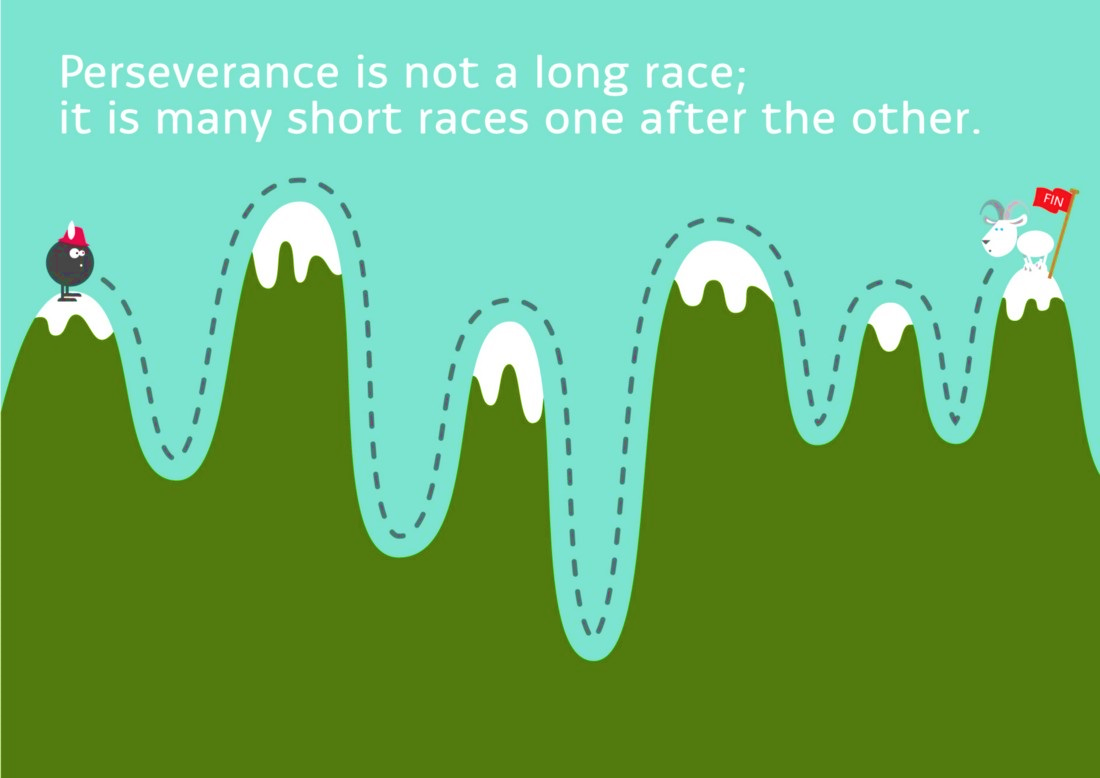 Perseverance is not a long race;
it is many short races one after the other.
FIN